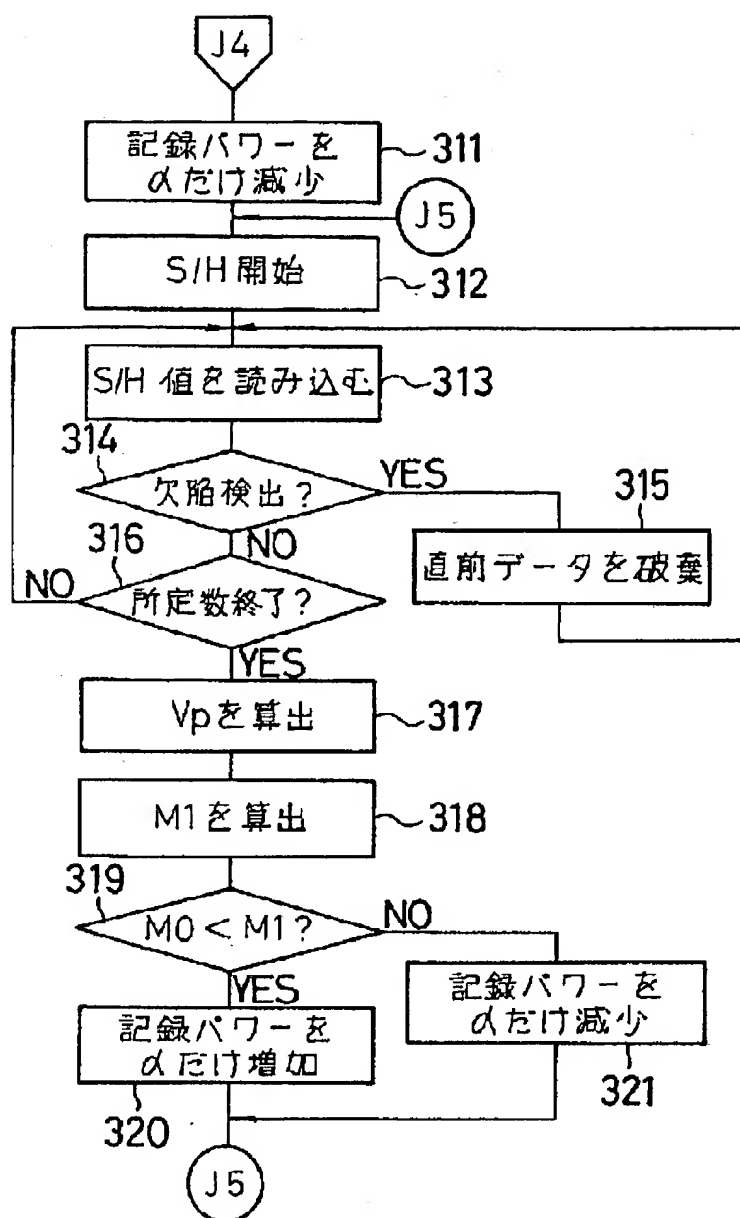 J4
記録パワーを
αだけ減少
311
J5
S/H 開始
312
S/H 値を読み込む
313
314
欠陥検出?
YES
315
直前データを破棄
316
NO
NO
所定数終了?
YES
Vpを算出
317
M1を算出
318
319
M0<M1?
NO
YES
記録パワーを
αだけ減少
321
記録パワーを
αだけ増加
320
J5